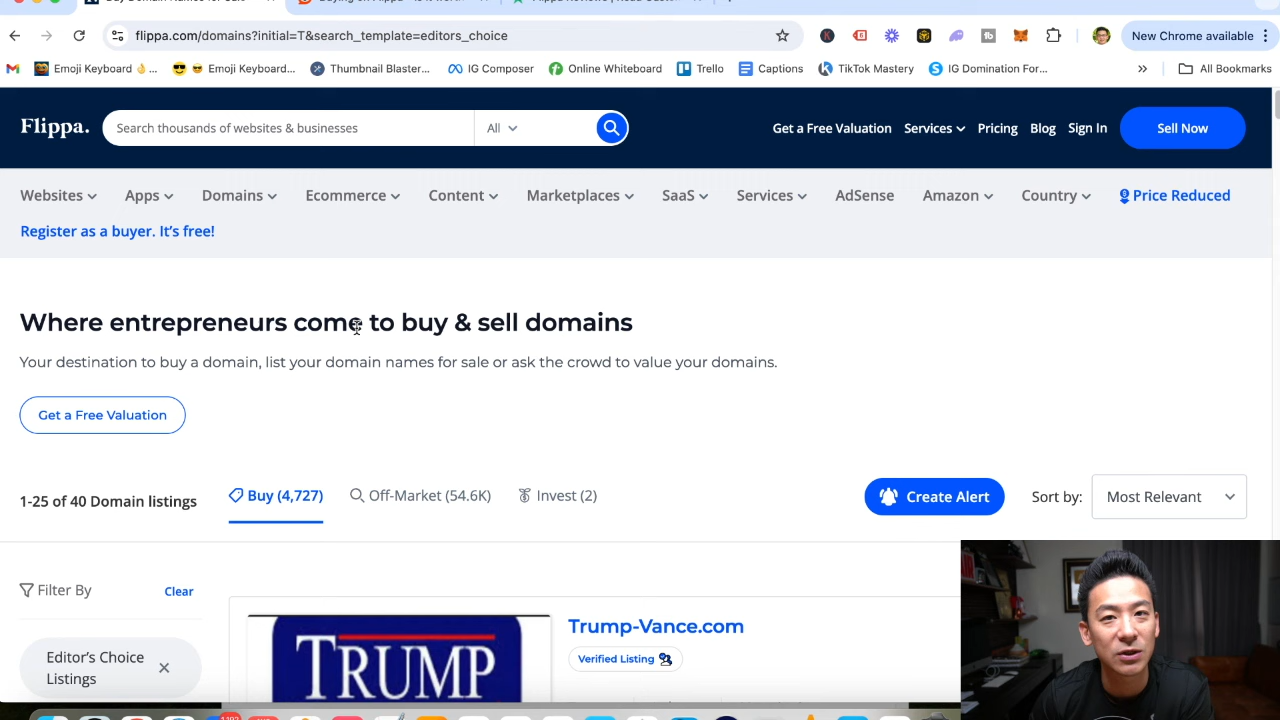 flippa.com/domains?initial=T&search_template=editors_choice
New Chrome available
Emoji Keyboard 👌 ...
Emoji Keyboard...
Thumbnail Blaster...
IG Composer
Online Whiteboard
Trello
Captions
TikTok Mastery
IG Domination For...
All Bookmarks
Flippa.
Search thousands of websites & businesses
All
Get a Free Valuation
Services
Pricing
Blog
Sign In
Sell Now
Websites
Apps
Domains
Ecommerce
Content
Marketplaces
SaaS
Services
AdSense
Amazon
Country
Price Reduced
Register as a buyer. It's free!
Where entrepreneurs come to buy & sell domains
Your destination to buy a domain, list your domain names for sale or ask the crowd to value your domains.
Get a Free Valuation
1-25 of 40 Domain listings
Buy (4,727)
Off-Market (54.6K)
Invest (2)
Create Alert
Sort by:
Most Relevant
Filter By
Clear
Editor's Choice
Listings
TRUMP
Trump-Vance.com
Verified Listing